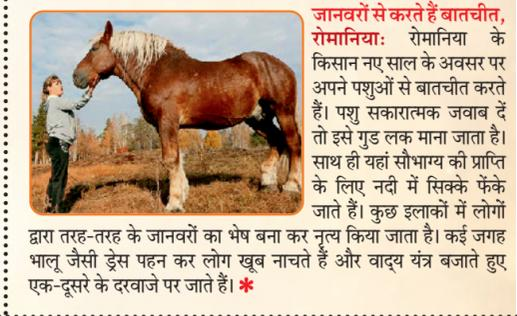 जानवरों से करते हैं बातचीत,
रोमानिया: रोमानिया के
किसान नए साल के अवसर पर
अपने पशुओं से बातचीत करते
हैं। पशु सकारात्मक जवाब दें
तो इसे गुड लक माना जाता है।
साथ ही यहां सौभाग्य की प्राप्ति
के लिए नदी में सिक्के फेंके
जाते हैं। कुछ इलाकों में लोगों
द्वारा तरह-तरह के जानवरों का भेष बना कर नृत्य किया जाता है। कई जगह
भालू जैसी ड्रेस पहन कर लोग खूब नाचते हैं और वाद्य यंत्र बजाते हुए
एक-दूसरे के दरवाजे पर जाते हैं। *